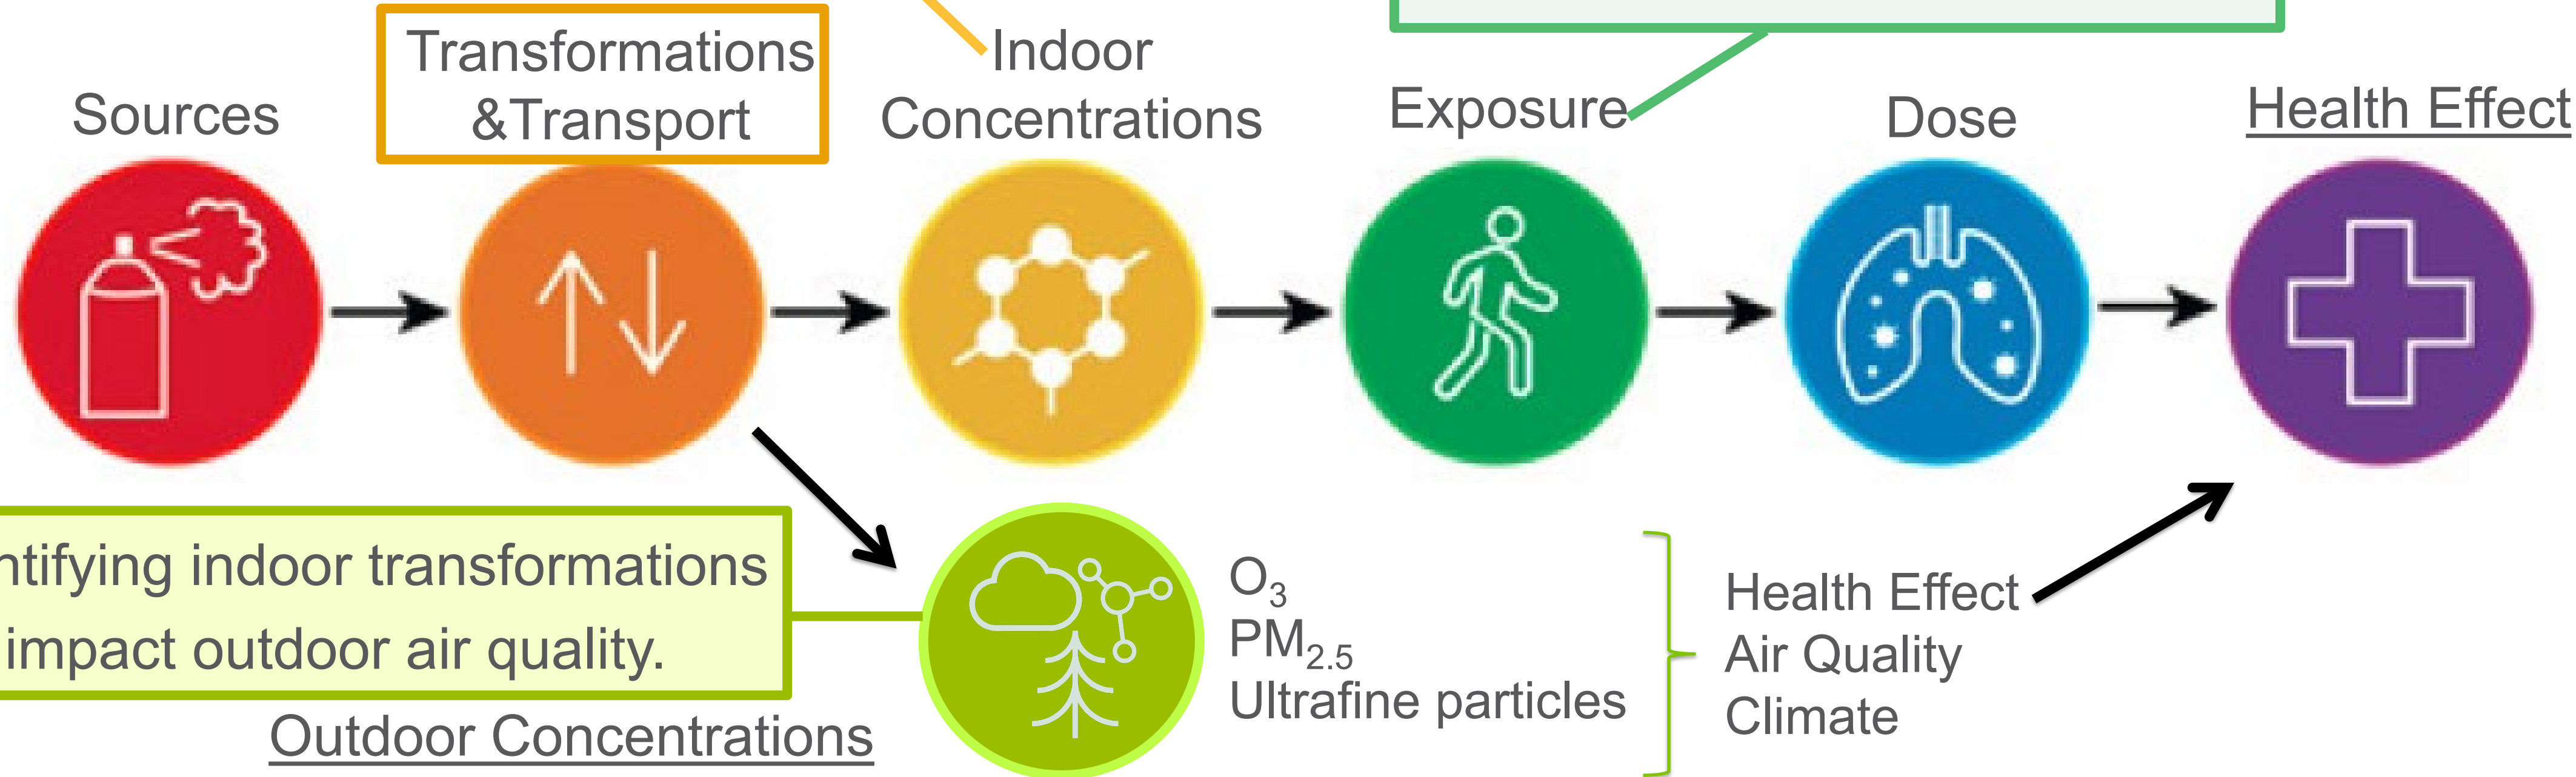 Transformations
&Transport
Indoor
Concentrations
Sources
Exposure
Dose
Health Effect
ntifying indoor transformations
impact outdoor air quality.
Outdoor Concentrations
O₃
PM₂.₅
Ultrafine particles
Health Effect
Air Quality
Climate